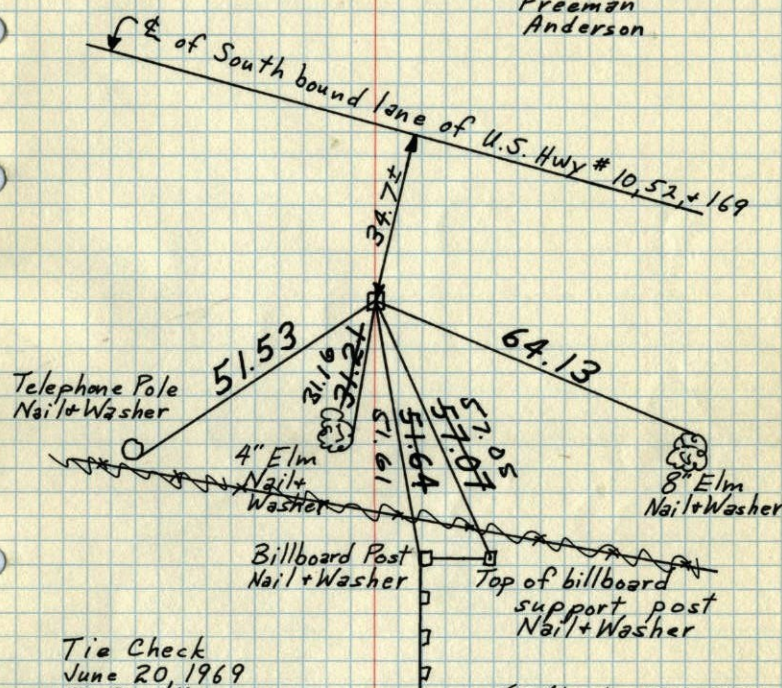 Freeman
Anderson
℄ of South bound lane of U.S. Hwy # 10, 52, + 169
34.7±
51.53
31.16
31.21
51.61
51.64
57.07
57.05
64.13
Telephone Pole
Nail + Washer
4" Elm
Nail +
Washer
8" Elm
Nail + Washer
Billboard Post
Nail + Washer
Top of billboard
support post
Nail + Washer
Tie Check
June 20, 1969